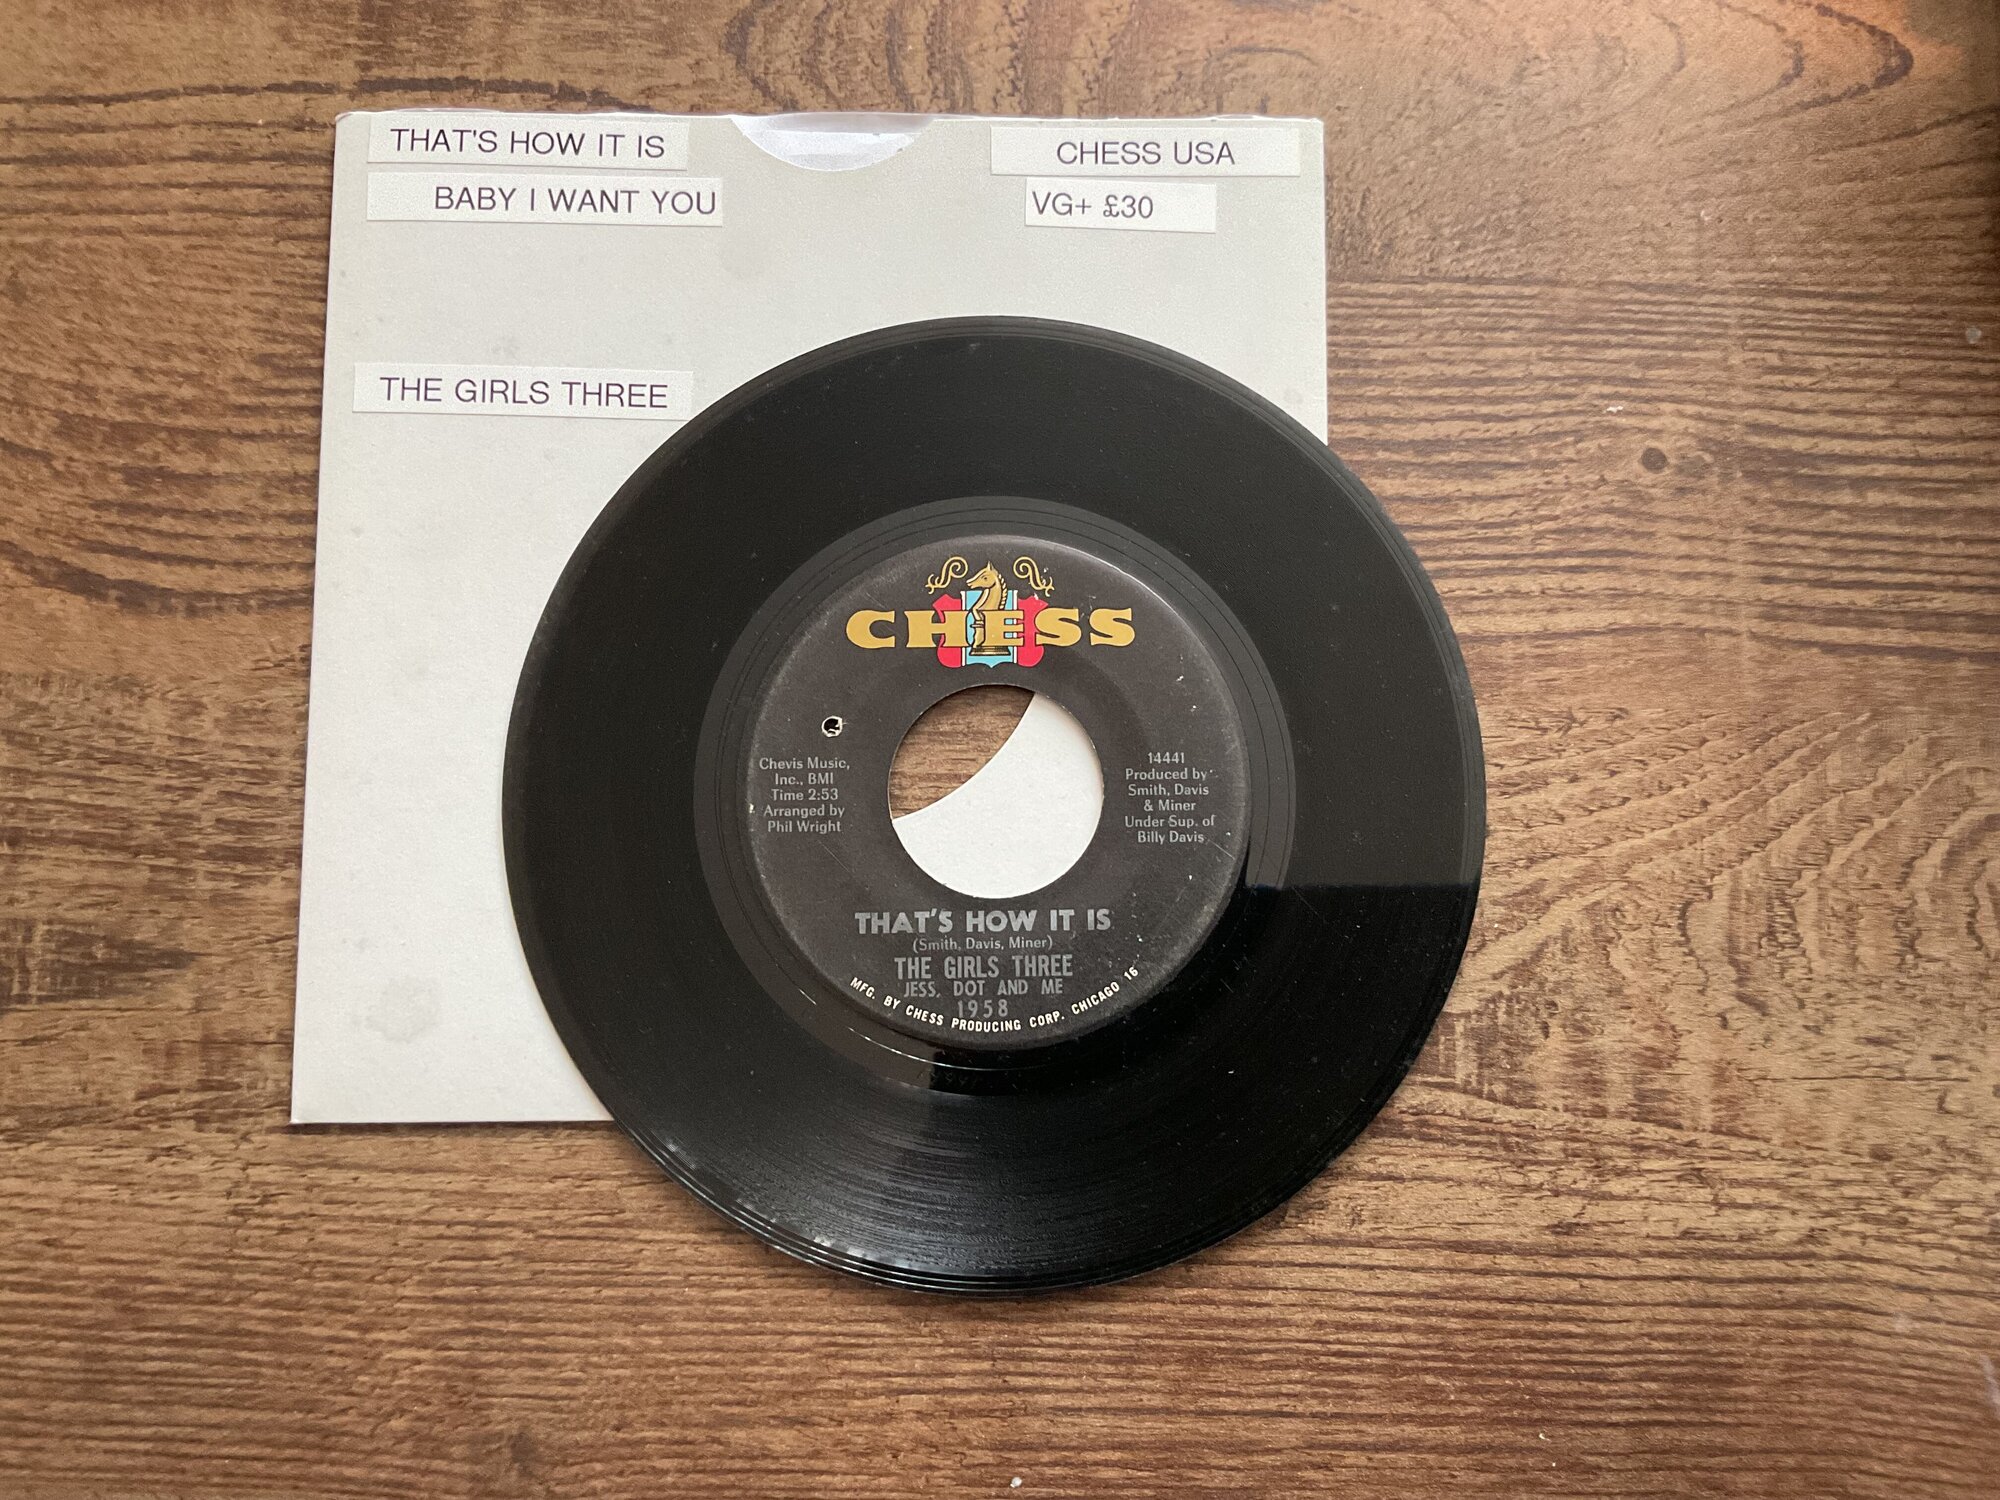 THAT'S HOW IT IS
CHESS USA
BABY I WANT YOU
VG+ £30
THE GIRLS THREE
CHESS
Chevis Music,
Inc., BMI
Time 2:53
Arranged by
Phil Wright
14441
Produced by
Smith, Davis
& Miner
Under Sup. of
Billy Davis
THAT'S HOW IT IS
(Smith, Davis, Miner)
THE GIRLS THREE
JESS, DOT AND ME
1958
MFG. BY CHESS PRODUCING CORP. CHICAGO 16